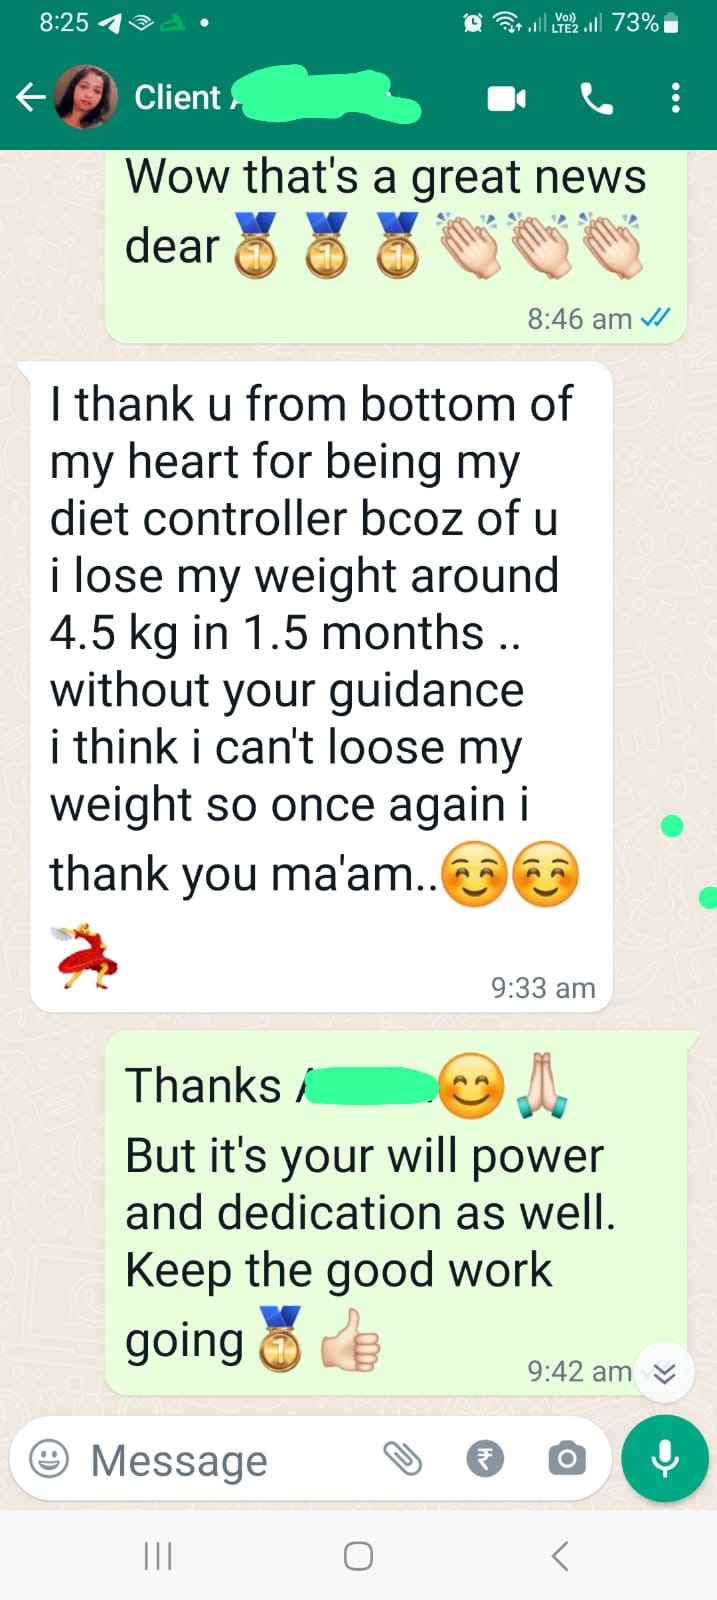 8:25
Vo)) LTE2 73%
Client
Wow that's a great news
dear🥇🥇🥇👏🏻👏🏻👏🏻
8:46 am
I thank u from bottom of
my heart for being my
diet controller bcoz of u
i lose my weight around
4.5 kg in 1.5 months ..
without your guidance
i think i can't loose my
weight so once again i
thank you ma'am..☺️☺️
💃
9:33 am
Thanks 😊🙏🏻
But it's your will power
and dedication as well.
Keep the good work
going🥇👍🏻
9:42 am
Message
₹